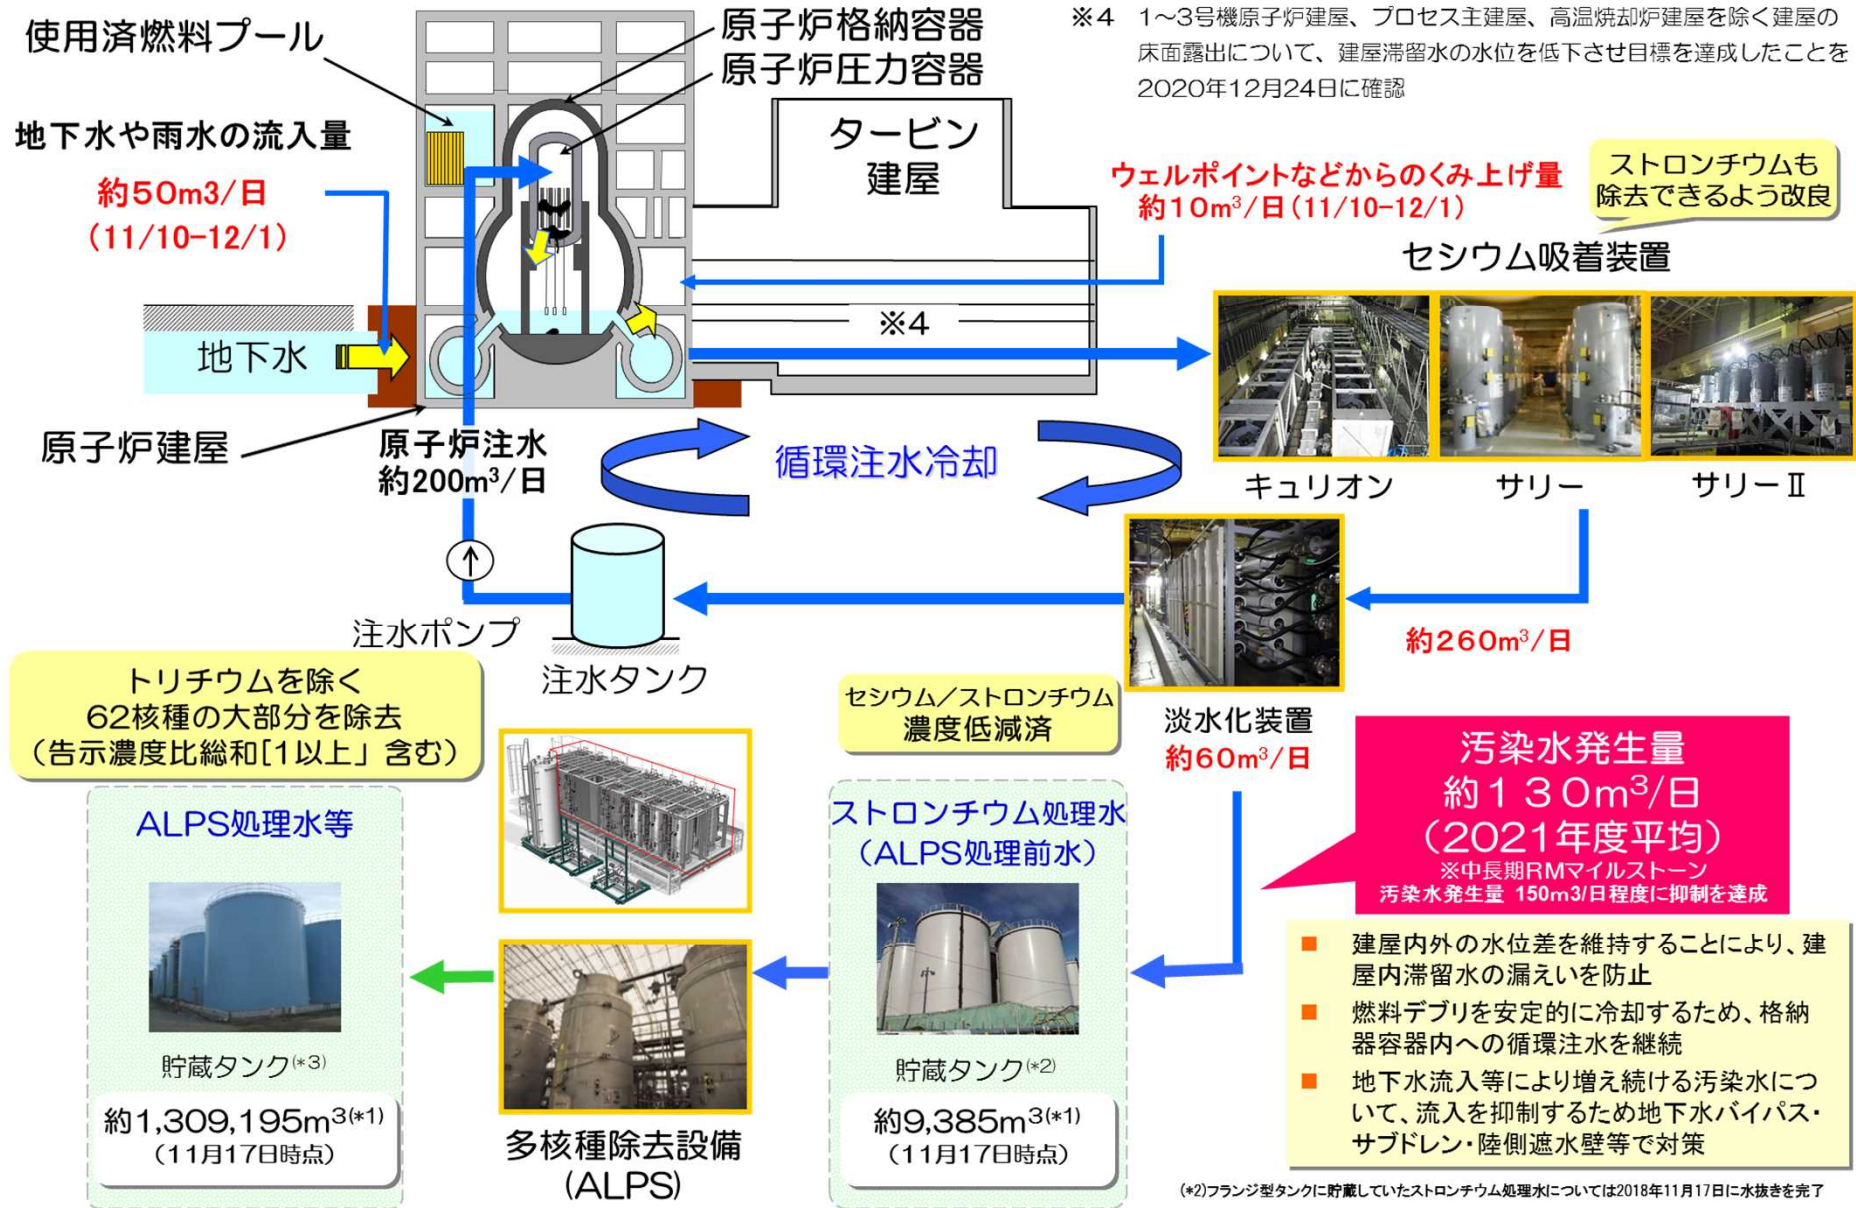 使用済燃料プール
原子炉格納容器
原子炉圧力容器
※4 1〜3号機原子炉建屋、プロセス主建屋、高温焼却炉建屋を除く建屋の
床面露出について、建屋滞留水の水位を低下させ目標を達成したことを
2020年12月24日に確認
地下水や雨水の流入量
約50m3/日
(11/10-12/1)
タービン
建屋
ウェルポイントなどからのくみ上げ量
約10m³/日(11/10-12/1)
ストロンチウムも
除去できるよう改良
セシウム吸着装置
※4
地下水
原子炉建屋
原子炉注水
約200m³/日
循環注水冷却
キュリオン
サリー
サリーⅡ
注水ポンプ
注水タンク
約260m³/日
淡水化装置
約60m³/日
トリチウムを除く
62核種の大部分を除去
(告示濃度比総和[1以上」含む)
セシウム/ストロンチウム
濃度低減済
汚染水発生量
約130m³/日
(2021年度平均)
※中長期RMマイルストーン
汚染水発生量 150m3/日程度に抑制を達成
ALPS処理水等
貯蔵タンク(*3)
約1,309,195m³(*1)
(11月17日時点)
多核種除去設備
(ALPS)
ストロンチウム処理水
(ALPS処理前水)
貯蔵タンク(*2)
約9,385m³(*1)
(11月17日時点)
■ 建屋内外の水位差を維持することにより、建
屋内滞留水の漏えいを防止
■ 燃料デブリを安定的に冷却するため、格納
器容器内への循環注水を継続
■ 地下水流入等により増え続ける汚染水につ
いて、流入を抑制するため地下水バイパス・
サブドレン・陸側遮水壁等で対策
(*2)フランジ型タンクに貯蔵していたストロンチウム処理水については2018年11月17日に水抜きを完了